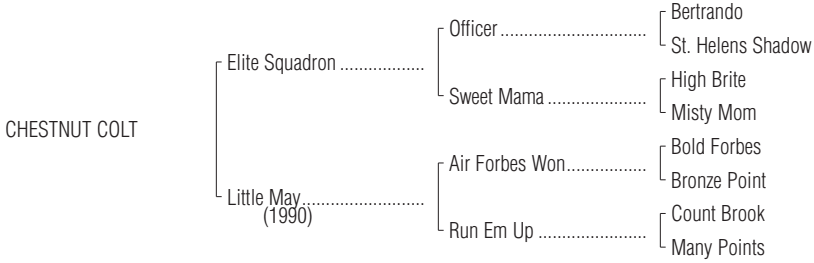 Bertrando
Officer..............................
St. Helens Shadow
Elite Squadron .................
High Brite
Sweet Mama ....................
Misty Mom
CHESTNUT COLT
Bold Forbes
Air Forbes Won................
Bronze Point
Little May.........................
(1990)
Count Brook
Run Em Up ......................
Many Points